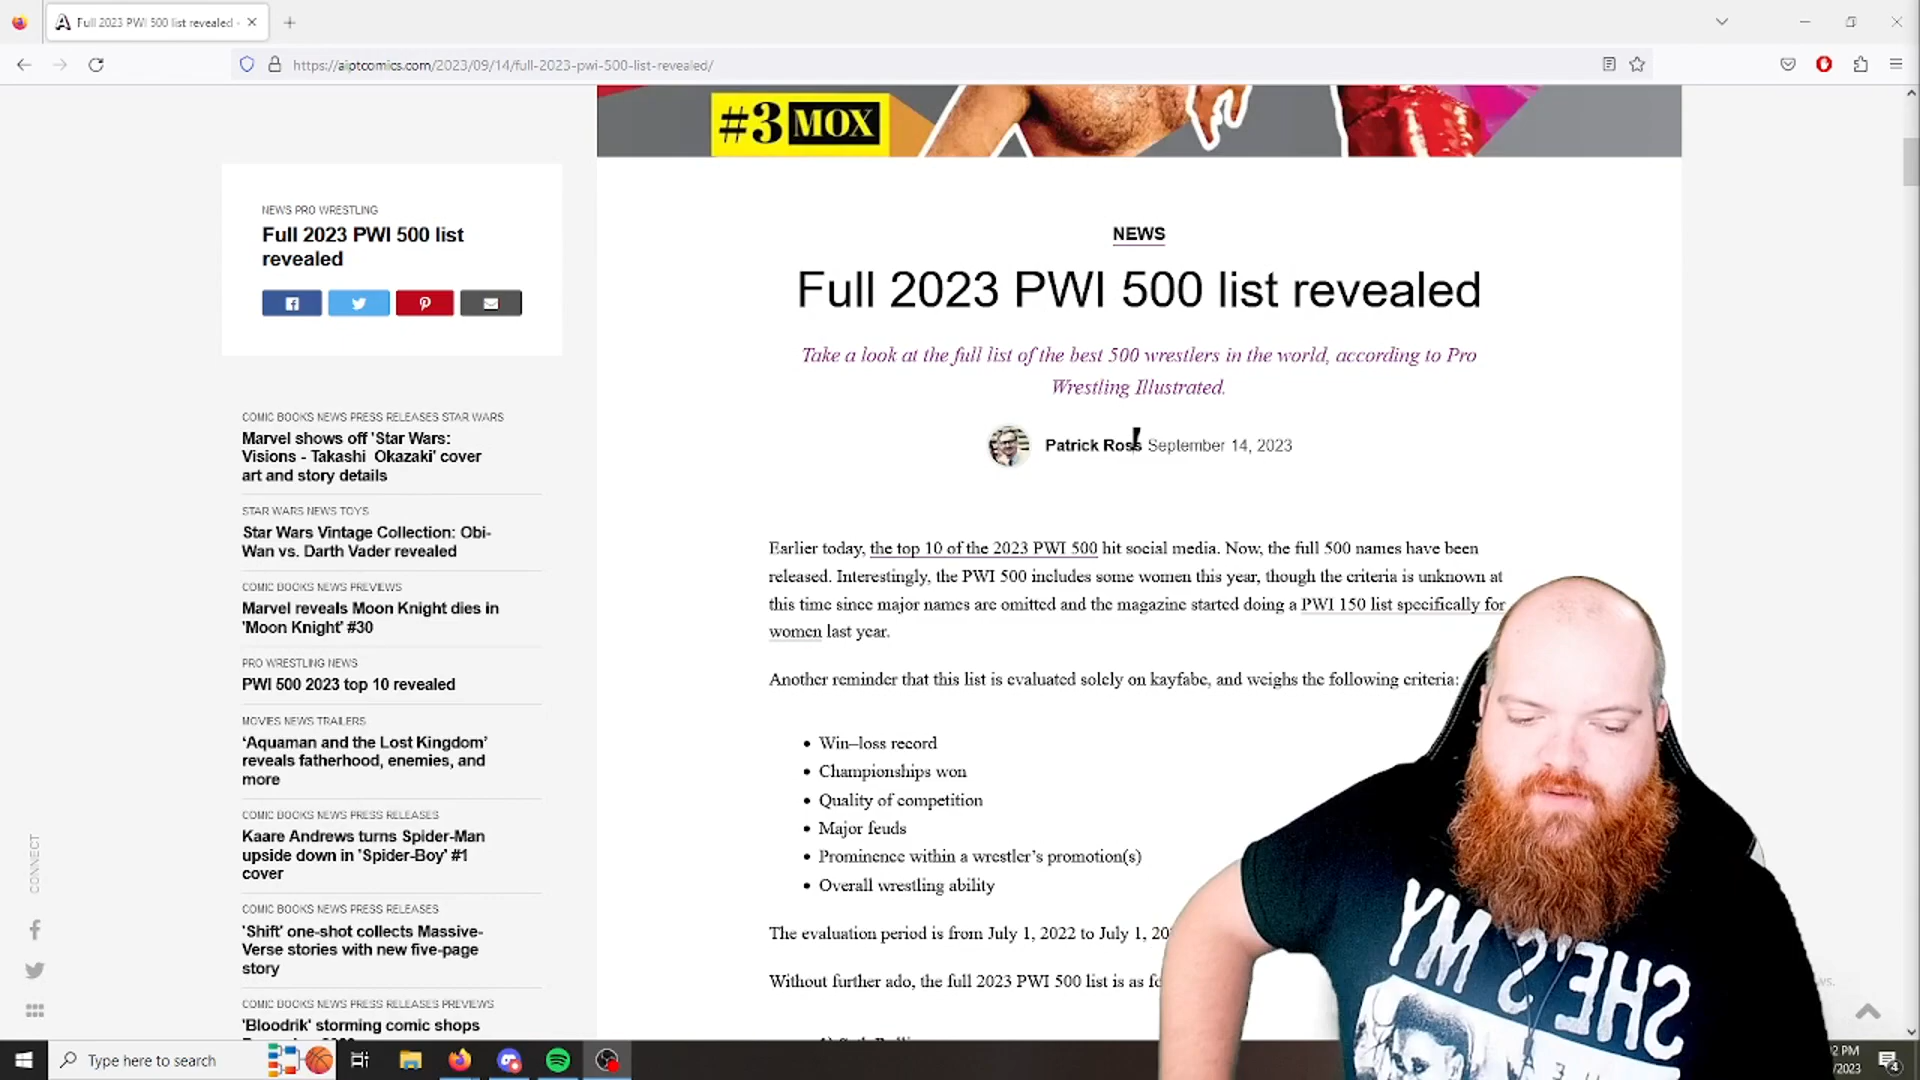 Full 2023 PWI 500 list revealed -
https://aiptcomics.com/2023/09/14/full-2023-pwi-500-list-revealed/
#3 MOX
NEWS PRO WRESTLING
Full 2023 PWI 500 list
revealed
COMIC BOOKS NEWS PRESS RELEASES STAR WARS
Marvel shows off 'Star Wars:
Visions - Takashi Okazaki' cover
art and story details
STAR WARS NEWS TOYS
Star Wars Vintage Collection: Obi-
Wan vs. Darth Vader revealed
COMIC BOOKS NEWS PREVIEWS
Marvel reveals Moon Knight dies in
'Moon Knight' #30
PRO WRESTLING NEWS
PWI 500 2023 top 10 revealed
MOVIES NEWS TRAILERS
‘Aquaman and the Lost Kingdom’
reveals fatherhood, enemies, and
more
COMIC BOOKS NEWS PRESS RELEASES
Kaare Andrews turns Spider-Man
upside down in 'Spider-Boy' #1
cover
COMIC BOOKS NEWS PRESS RELEASES
'Shift' one-shot collects Massive-
Verse stories with new five-page
story
COMIC BOOKS NEWS PRESS RELEASES PREVIEWS
'Bloodrik' storming comic shops
CONNECT
NEWS
Full 2023 PWI 500 list revealed
Take a look at the full list of the best 500 wrestlers in the world, according to Pro
Wrestling Illustrated.
Patrick Ross September 14, 2023
Earlier today, the top 10 of the 2023 PWI 500 hit social media. Now, the full 500 names have been
released. Interestingly, the PWI 500 includes some women this year, though the criteria is unknown at
this time since major names are omitted and the magazine started doing a PWI 150 list specifically for
women last year.
Another reminder that this list is evaluated solely on kayfabe, and weighs the following criteria:
• Win–loss record
• Championships won
• Quality of competition
• Major feuds
• Prominence within a wrestler’s promotion(s)
• Overall wrestling ability
The evaluation period is from July 1, 2022 to July 1, 20
Without further ado, the full 2023 PWI 500 list is as fo
SHE'S MY
Type here to search
2 PM
/2023
4